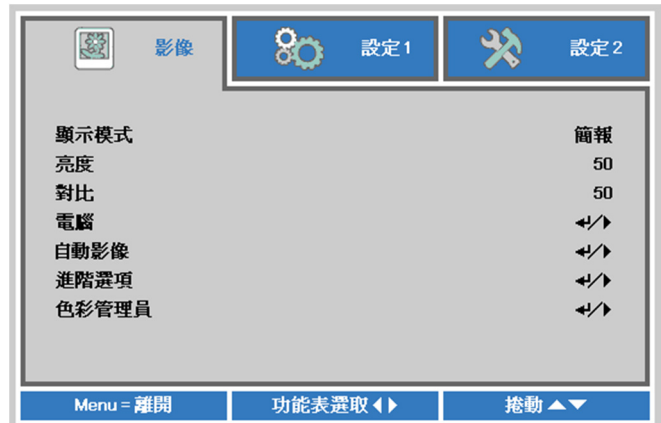 影像 設定1 設定2
顯示模式 簡報
亮度 50
對比 50
電腦 ↵/▶
自動影像 ↵/▶
進階選項 ↵/▶
色彩管理員 ↵/▶
Menu = 離開 功能表選取 ◀▶ 捲動 ▲▼